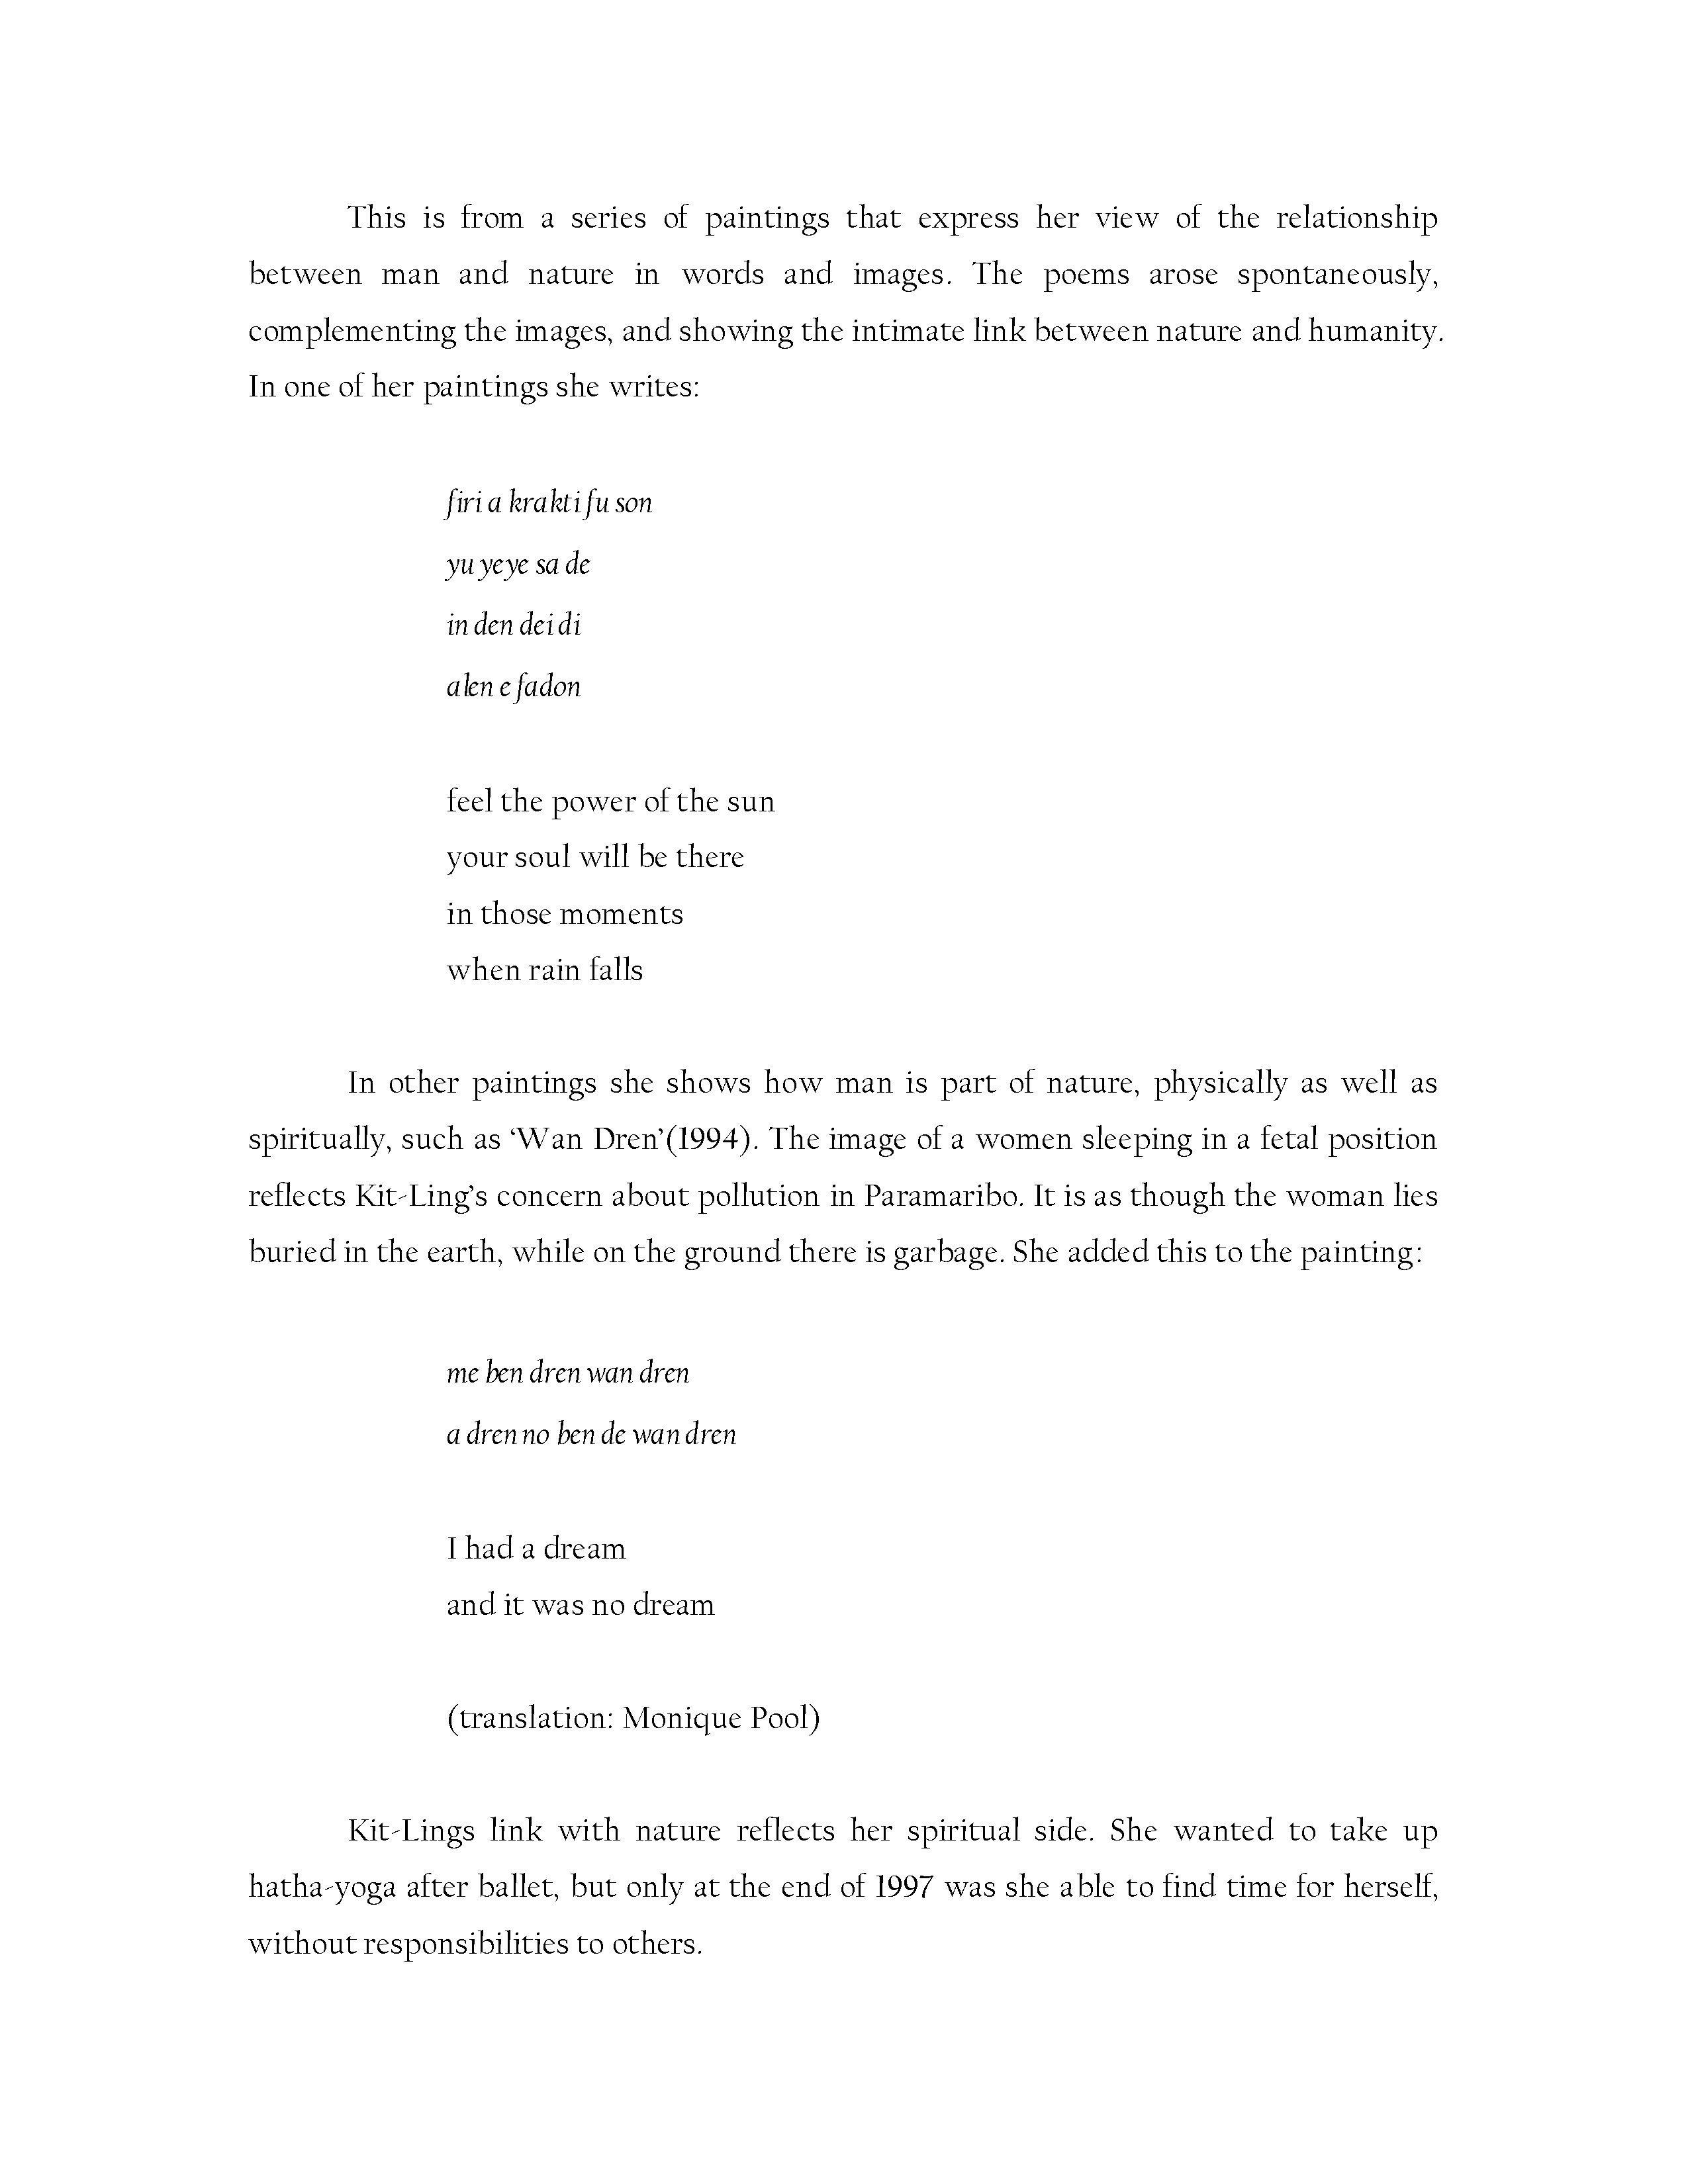 This is from a series of paintings that express her view of the relationship
between man and nature in words and images. The poems arose spontaneously,
complementing the images, and showing the intimate link between nature and humanity.
In one of her paintings she writes:
firi a krakti fu son
yu yeye sa de
in den dei di
alen e fadon
feel the power of the sun
your soul will be there
in those moments
when rain falls
In other paintings she shows how man is part of nature, physically as well as
spiritually, such as ‘Wan Dren’(1994). The image of a women sleeping in a fetal position
reflects Kit-Ling’s concern about pollution in Paramaribo. It is as though the woman lies
buried in the earth, while on the ground there is garbage. She added this to the painting:
me ben dren wan dren
a dren no ben de wan dren
I had a dream
and it was no dream
(translation: Monique Pool)
Kit-Lings link with nature reflects her spiritual side. She wanted to take up
hatha-yoga after ballet, but only at the end of 1997 was she able to find time for herself,
without responsibilities to others.